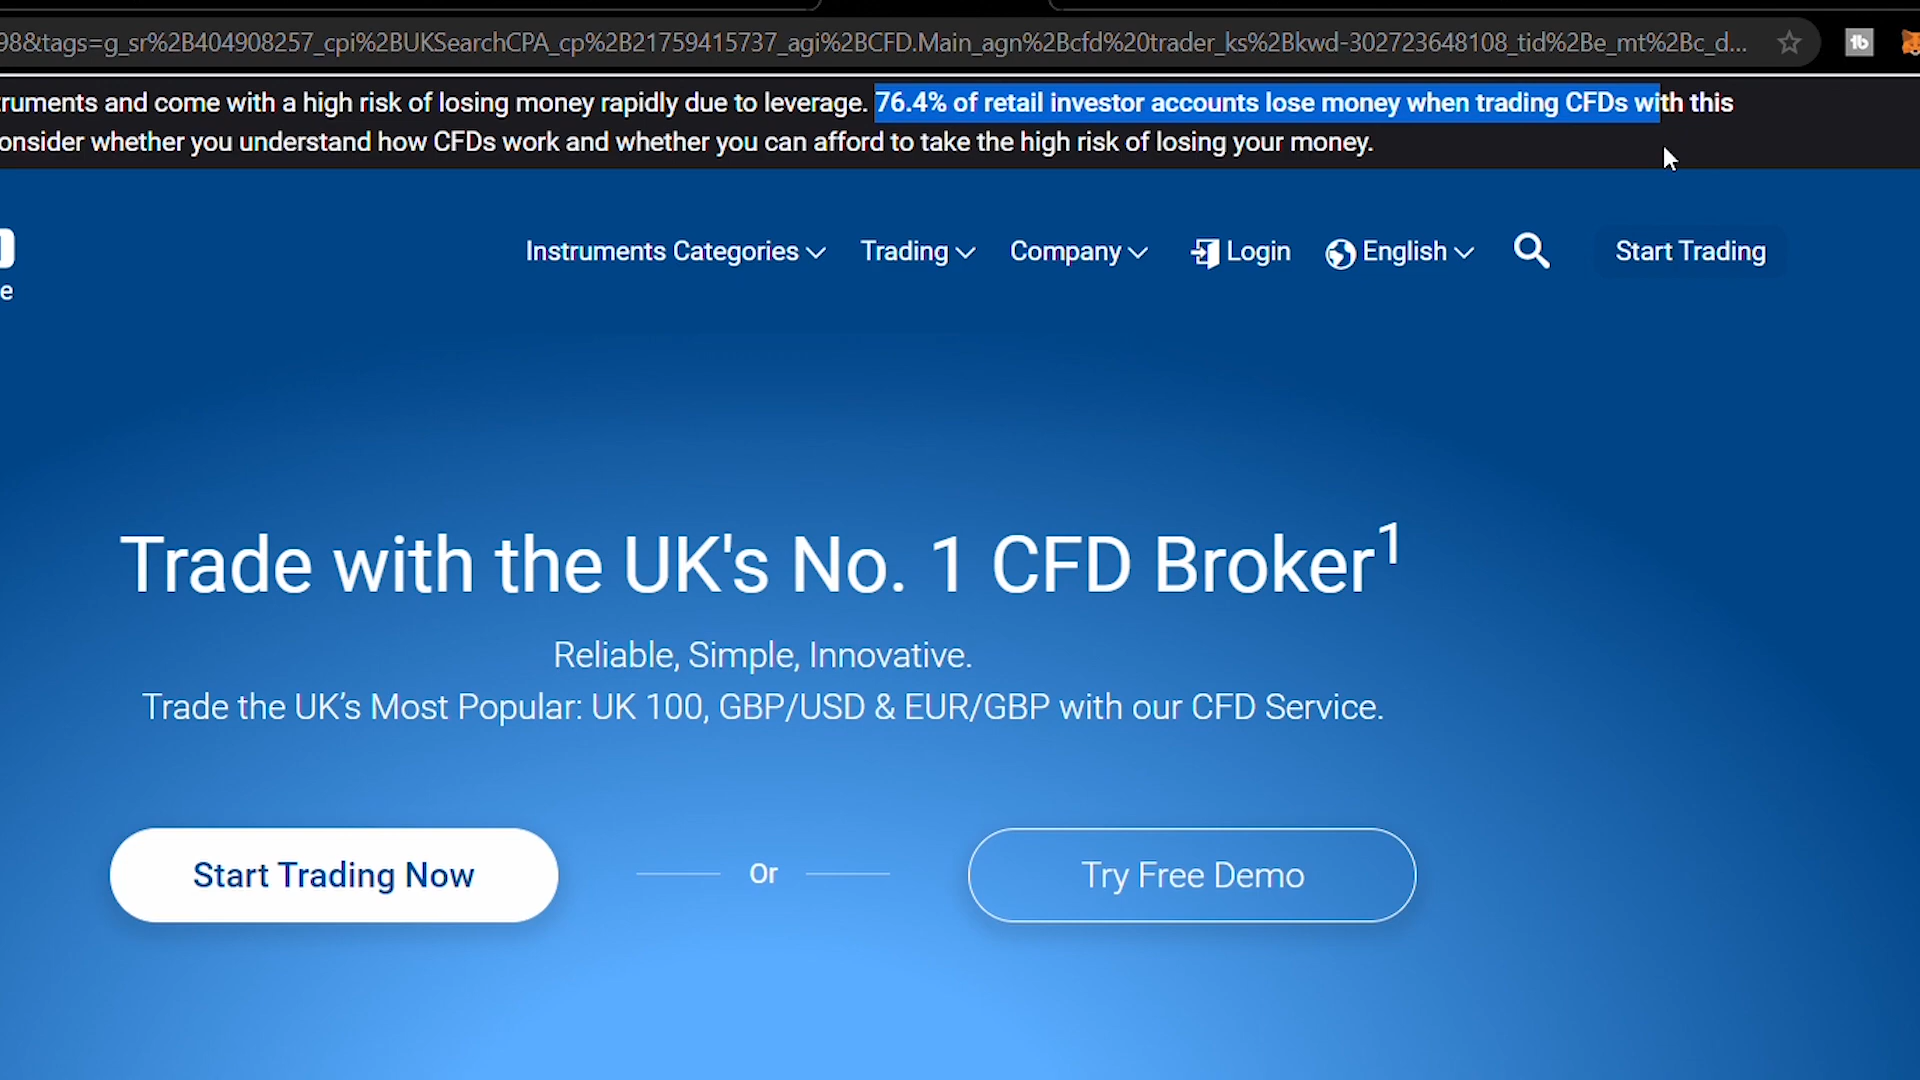 98&tags=g_sr%2B404908257_cpi%2BUKSearchCPA_cp%2B21759415737_agi%2BCFD.Main_agn%2Bcfd%20trader_ks%2Bkwd-302723648108_tid%2Be_mt%2Bc_d...
truments and come with a high risk of losing money rapidly due to leverage. 76.4% of retail investor accounts lose money when trading CFDs with this
onsider whether you understand how CFDs work and whether you can afford to take the high risk of losing your money.
Instruments Categories Trading Company Login English Start Trading
e
Trade with the UK's No. 1 CFD Broker1
Reliable, Simple, Innovative.
Trade the UK’s Most Popular: UK 100, GBP/USD & EUR/GBP with our CFD Service.
Start Trading Now Or Try Free Demo